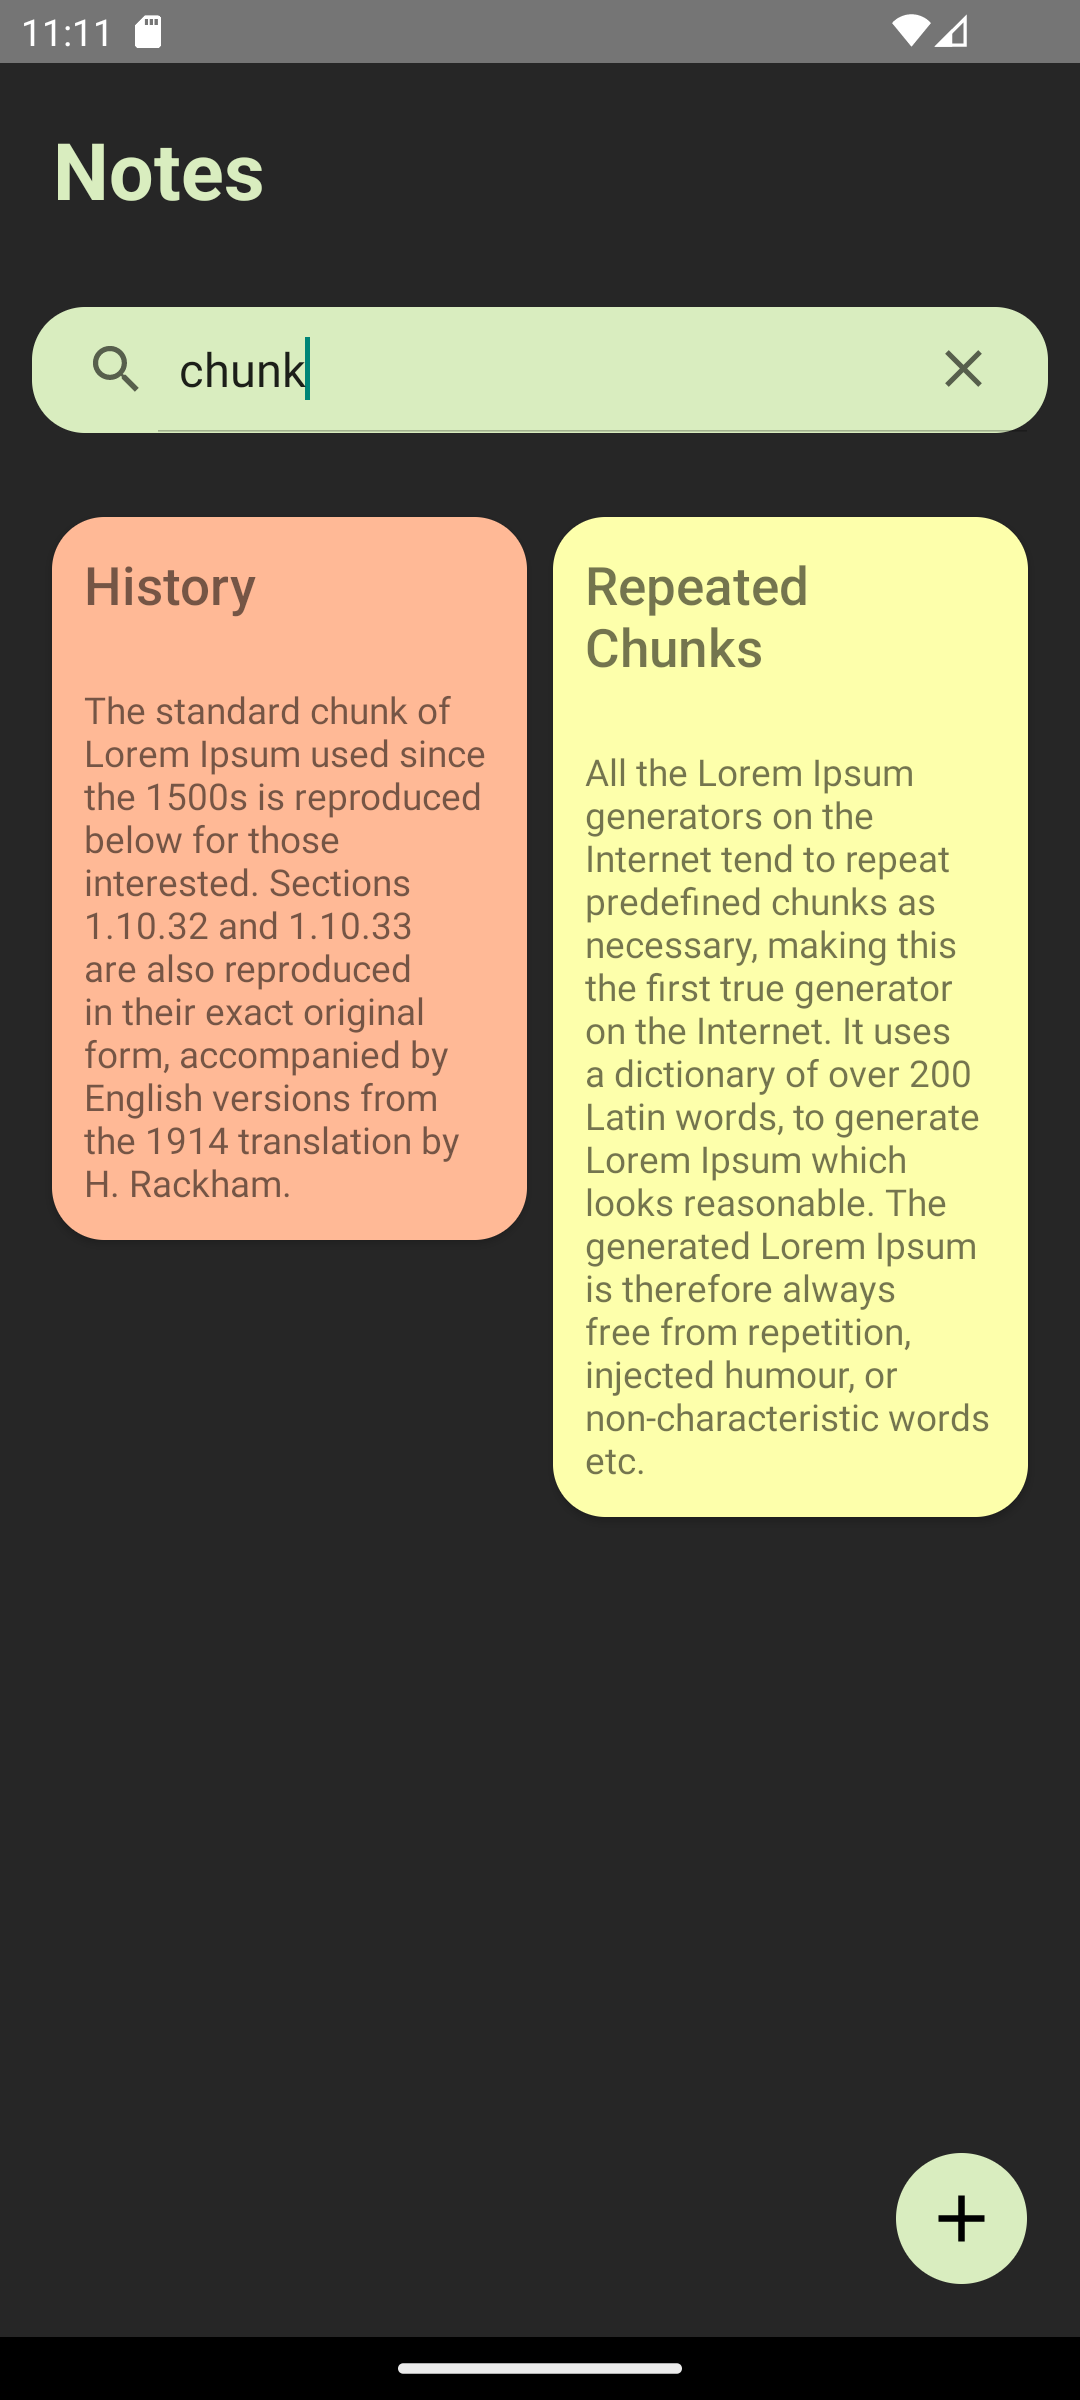 11:11
Notes
chunk
History
The standard chunk of
Lorem Ipsum used since
the 1500s is reproduced
below for those
interested. Sections
1.10.32 and 1.10.33
are also reproduced
in their exact original
form, accompanied by
English versions from
the 1914 translation by
H. Rackham.
Repeated
Chunks
All the Lorem Ipsum
generators on the
Internet tend to repeat
predefined chunks as
necessary, making this
the first true generator
on the Internet. It uses
a dictionary of over 200
Latin words, to generate
Lorem Ipsum which
looks reasonable. The
generated Lorem Ipsum
is therefore always
free from repetition,
injected humour, or
non-characteristic words
etc.